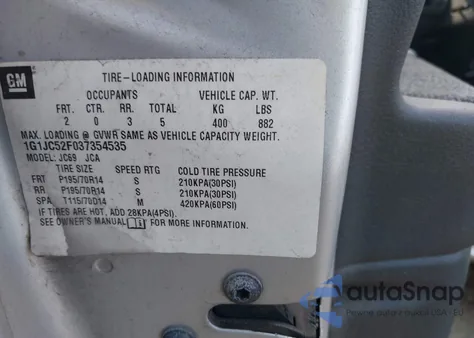 GM
TIRE-LOADING INFORMATION
OCCUPANTS VEHICLE CAP. WT.
FRT. CTR. RR. TOTAL KG LBS
2 0 3 5 400 882
MAX. LOADING @ GVWR SAME AS VEHICLE CAPACITY WEIGHT.
1G1JC52F037354535
MODEL: JC69 JCA
TIRE SIZE SPEED RTG COLD TIRE PRESSURE
FRT P195/70R14 S 210KPA(30PSI)
RR P195/70R14 S 210KPA(30PSI)
SPA T115/70D14 M 420KPA(60PSI)
IF TIRES ARE HOT, ADD 28KPA(4PSI).
SEE OWNER'S MANUAL FOR MORE INFORMATION.
autoSnap